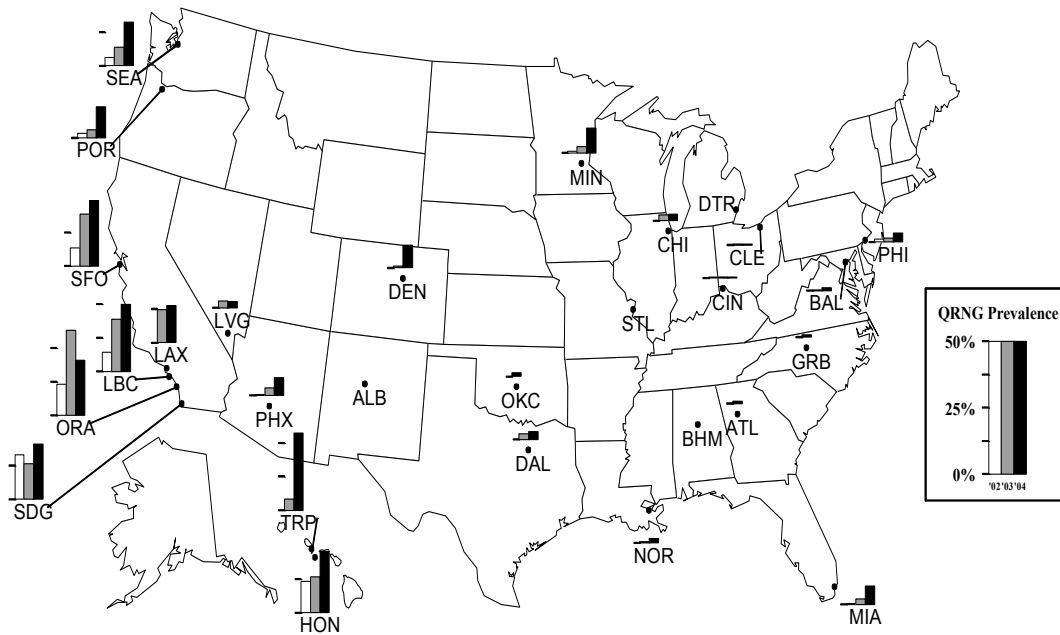 SEA
POR
MIN
DTR
CHI
CLE
PHI
SFO
DEN
CIN
BAL
LVG
STL
LAX
GRB
LBC
OKC
ORA
PHX
ALB
BHM
ATL
DAL
SDG
TRP
NOR
HON
MIA
QRNG Prevalence
50%
25%
0%
'02'03'04